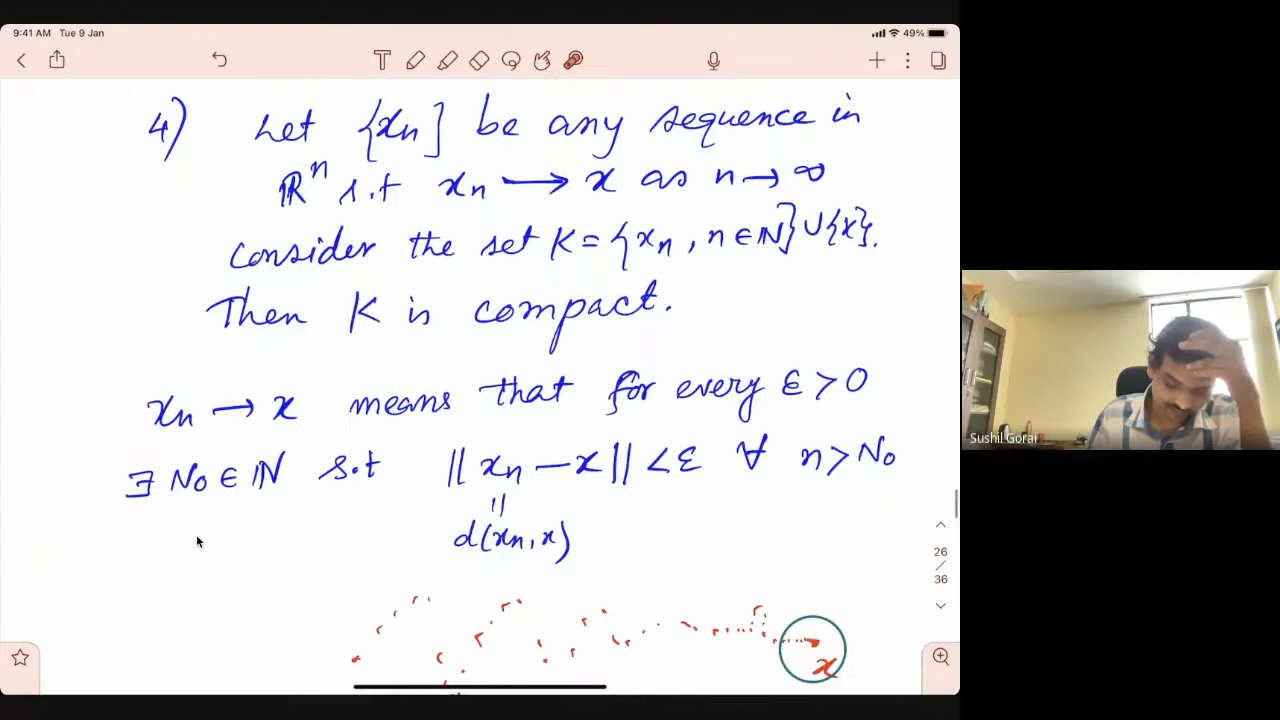 9:41 AM Tue 9 Jan
49%
4) Let {xn} be any sequence in
ℝⁿ s.t xn → x as n → ∞
consider the set K = {xn, n ∈ ℕ} ∪ {x}.
Then K is compact.
xn → x means that for every ε > 0
∃ N₀ ∈ ℕ s.t ||xn − x|| < ε ∀ n > N₀
||
d(xn, x)
x
26
/
36
Sushil Gorai